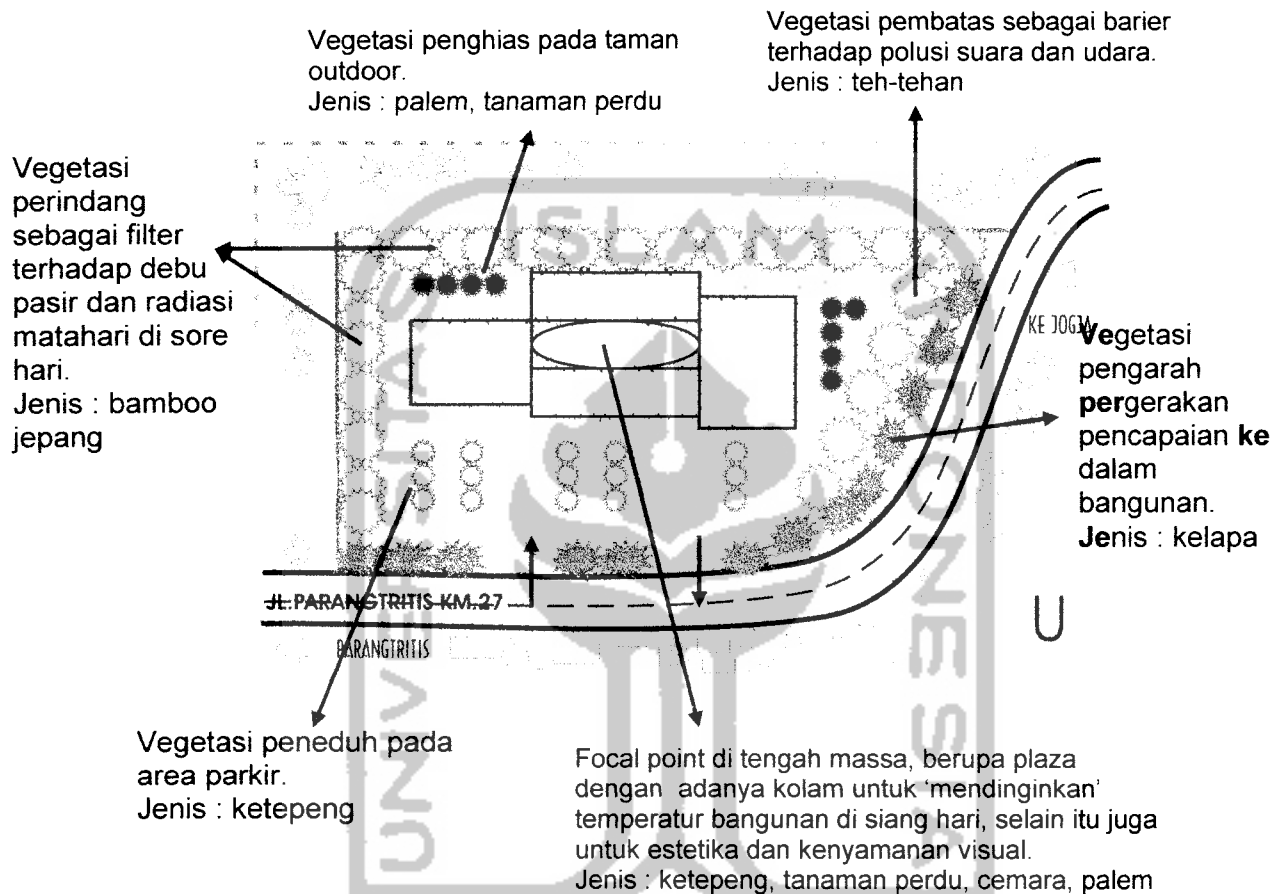 Vegetasi penghias pada taman
outdoor.
Jenis : palem, tanaman perdu
Vegetasi pembatas sebagai barier
terhadap polusi suara dan udara.
Jenis : teh-tehan
Vegetasi
perindang
sebagai filter
terhadap debu
pasir dan radiasi
matahari di sore
hari.
Jenis : bamboo
jepang
KE JOGJA
Vegetasi
pengarah
pergerakan
pencapaian ke
dalam
bangunan.
Jenis : kelapa
JL.PARANGTRITIS KM.27
PARANGTRITIS
U
Vegetasi peneduh pada
area parkir.
Jenis : ketepeng
Focal point di tengah massa, berupa plaza
dengan adanya kolam untuk ‘mendinginkan’
temperatur bangunan di siang hari, selain itu juga
untuk estetika dan kenyamanan visual.
Jenis : ketepeng, tanaman perdu, cemara, palem
UNIVERSITAS
ISLAM
INDONESIA